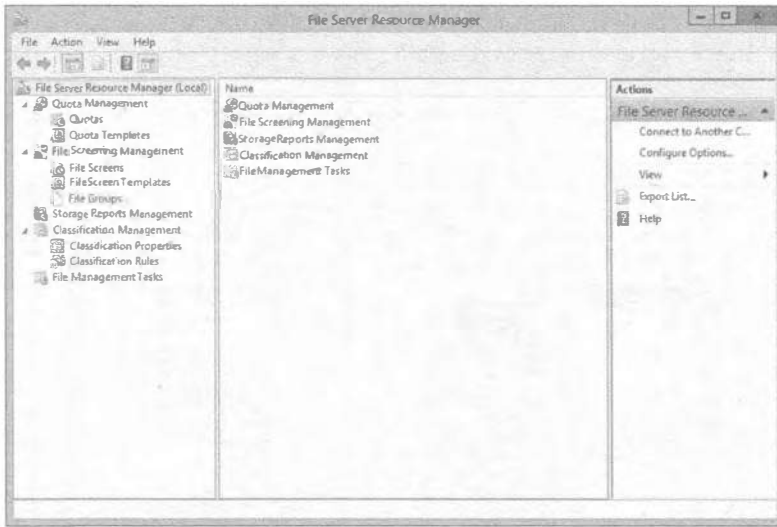 File Server Resource Manager
File Action View Help
File Server Resource Manager (Local)
Quota Management
Quotas
Quota Templates
File Screening Management
File Screens
File Screen Templates
File Groups
Storage Reports Management
Classification Management
Classification Properties
Classification Rules
File Management Tasks
Name
Quota Management
File Screening Management
Storage Reports Management
Classification Management
File Management Tasks
Actions
File Server Resource ...
Connect to Another C...
Configure Options...
View
Export List...
Help